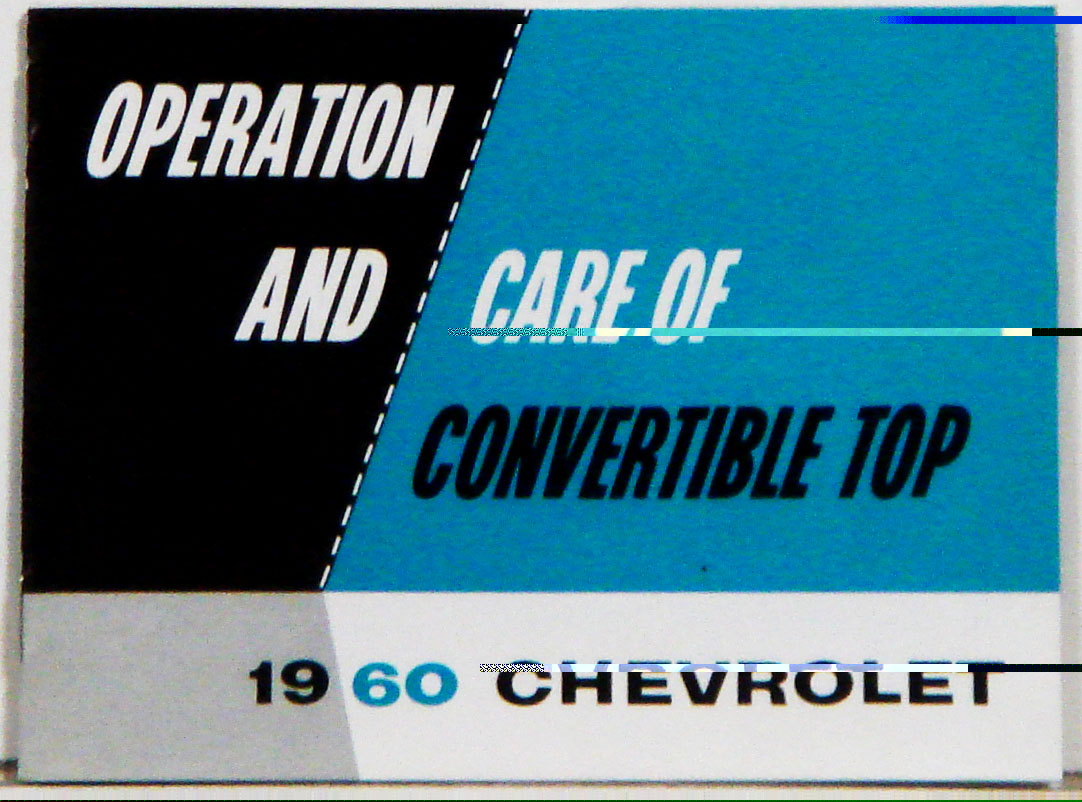 OPERATION
AND CARE OF
CONVERTIBLE TOP
1960 CHEVROLET